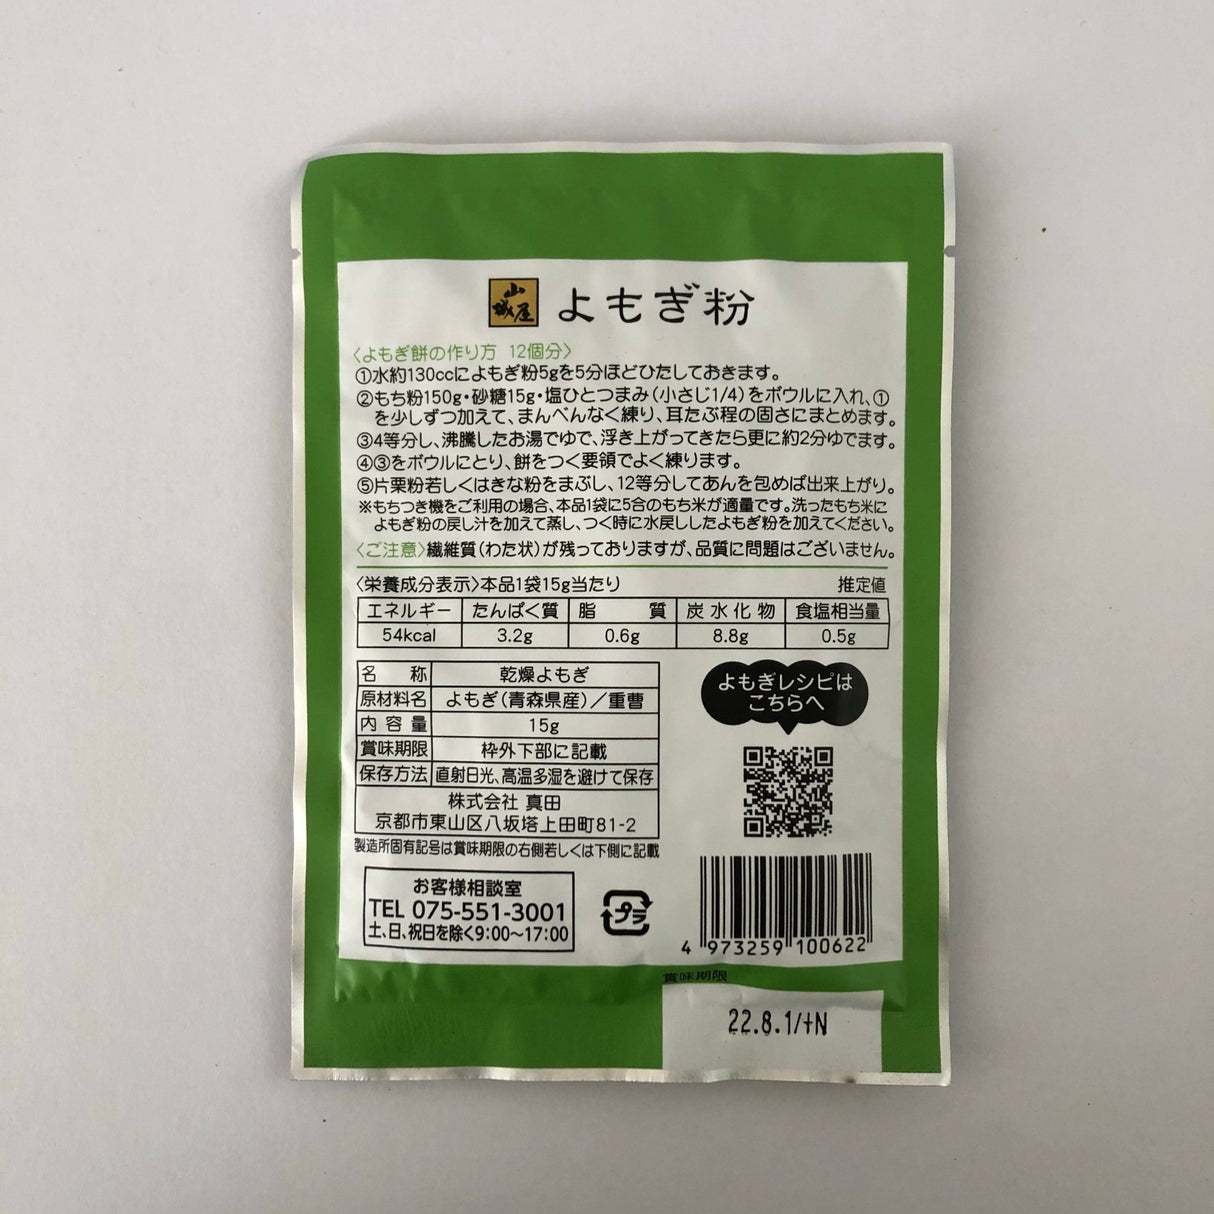 山城屋 よもぎ粉
〈よもぎ餅の作り方 12個分〉
①水約130ccによもぎ粉5gを5分ほどひたしておきます。
②もち粉150g・砂糖15g・塩ひとつまみ(小さじ1/4)をボウルに入れ、①
を少しずつ加えて、まんべんなく練り、耳たぶ程の固さにまとめます。
③4等分し、沸騰したお湯でゆで、浮き上がってきたら更に約2分ゆでます。
④③をボウルにとり、餅をつく要領でよく練ります。
⑤片栗粉若しくはきな粉をまぶし、12等分してあんを包めば出来上がり。
※もちつき機をご利用の場合、本品1袋に5合のもち米が適量です。洗ったもち米に
よもぎ粉の戻し汁を加えて蒸し、つく時に水戻ししたよもぎ粉を加えてください。
〈ご注意〉繊維質(わた状)が残っておりますが、品質に問題はございません。
〈栄養成分表示〉本品1袋15g当たり 推定値
エネルギー たんぱく質 脂質 炭水化物 食塩相当量
54kcal 3.2g 0.6g 8.8g 0.5g
名称 乾燥よもぎ
原材料名 よもぎ(青森県産)/重曹
内容量 15g
賞味期限 枠外下部に記載
保存方法 直射日光、高温多湿を避けて保存
株式会社 真田
京都市東山区八坂塔上田町81-2
製造所固有記号は賞味期限の右側若しくは下側に記載
よもぎレシピは
こちらへ
お客様相談室
TEL 075-551-3001
土、日、祝日を除く9:00〜17:00
プラ
4 973259 100622
賞味期限
22.8.1/+N